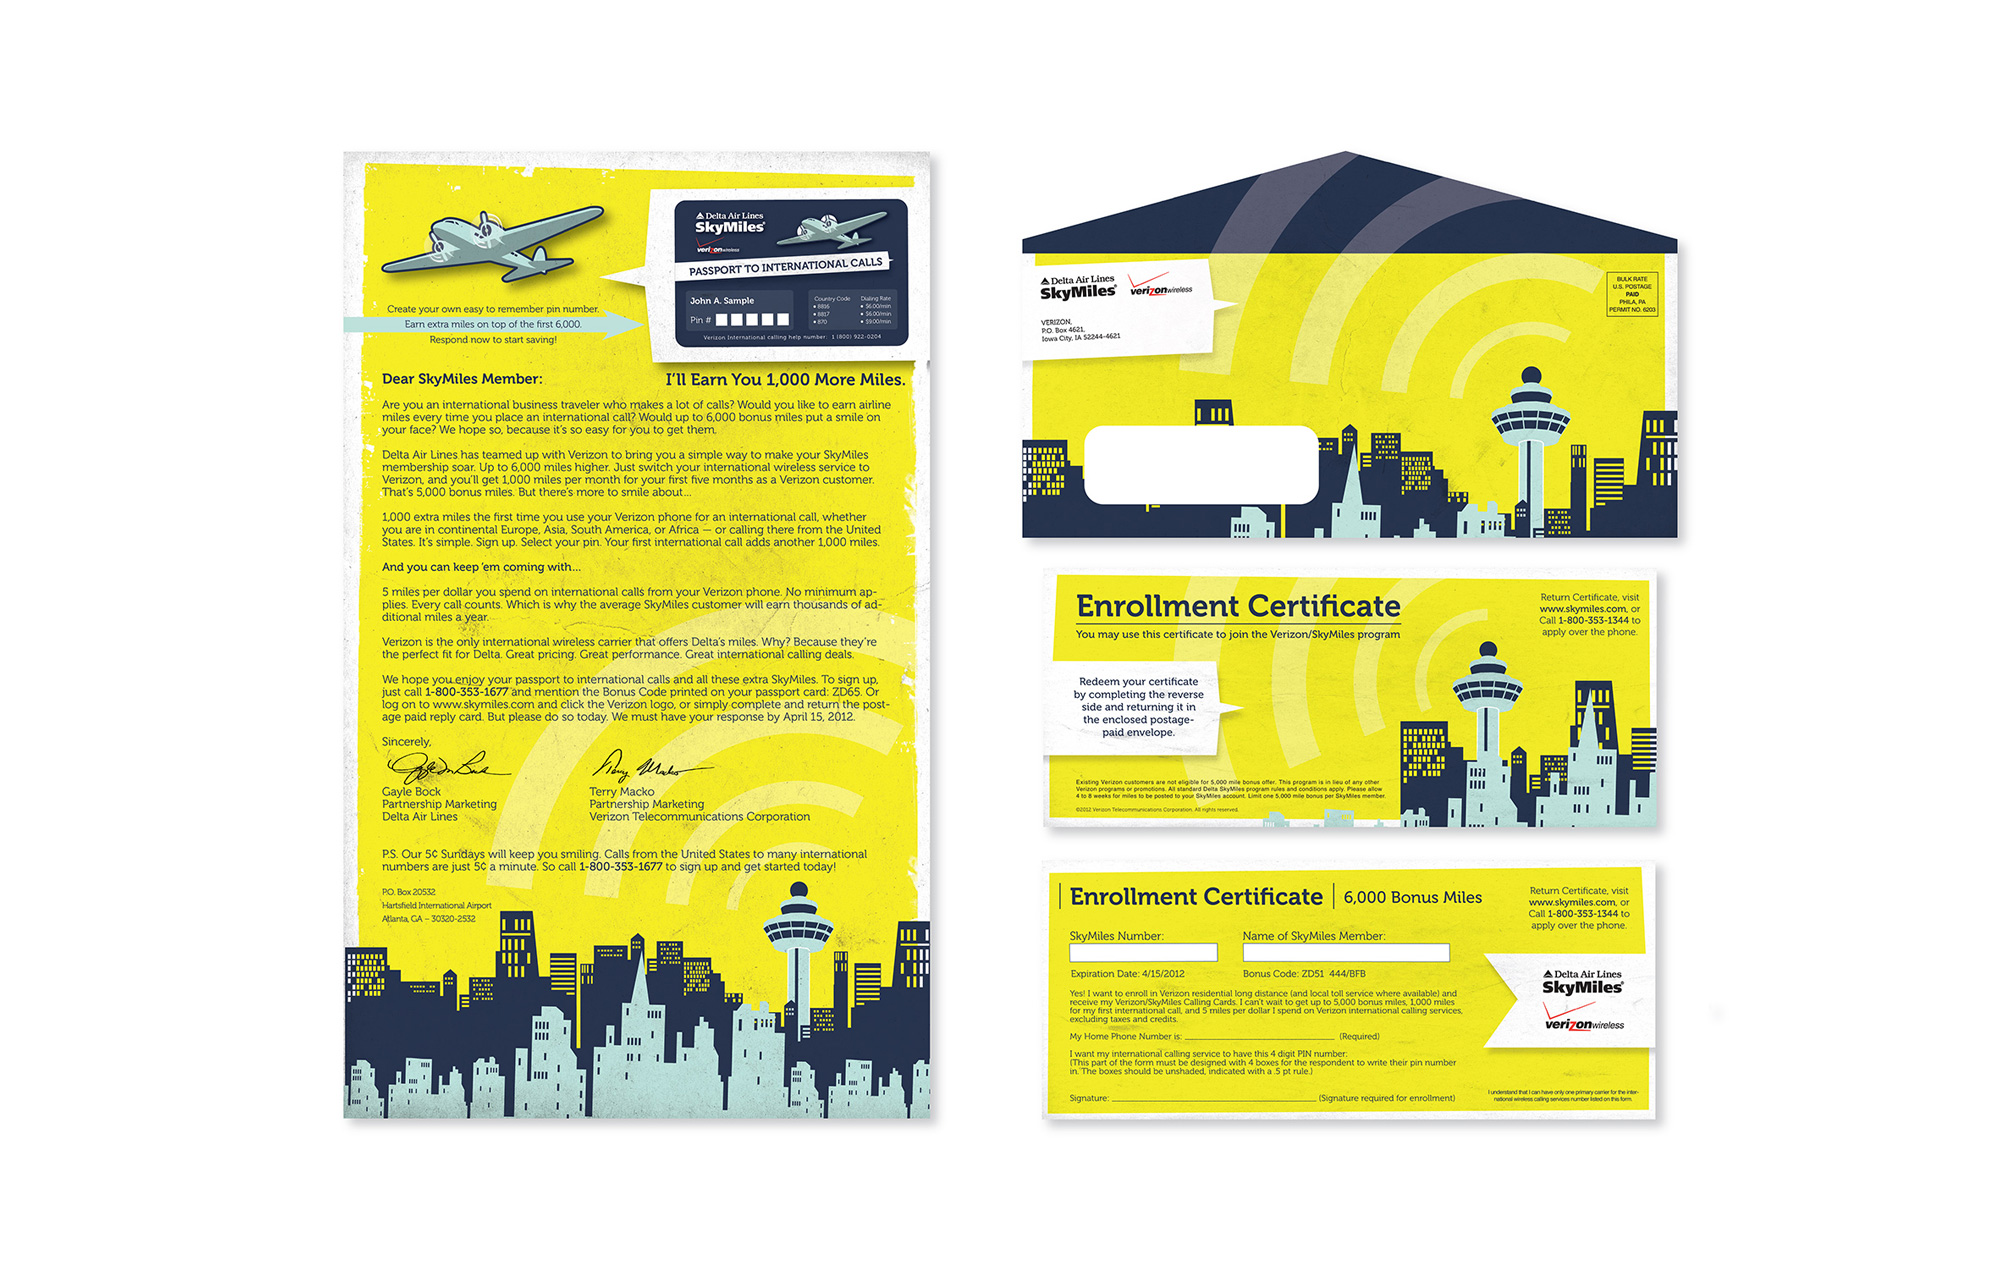 Delta Air Lines
SkyMiles®
verizonwireless
PASSPORT TO INTERNATIONAL CALLS
John A. Sample
Pin #
Country Code
• 8816
• 8817
• 870
Dialing Rate
• $6.00/min
• $6.00/min
• $9.00/min
Verizon International calling help number: 1 (800) 922-0204
Create your own easy to remember pin number.
Earn extra miles on top of the first 6,000.
Respond now to start saving!
Dear SkyMiles Member:
I'll Earn You 1,000 More Miles.
Are you an international business traveler who makes a lot of calls? Would you like to earn airline
miles every time you place an international call? Would up to 6,000 bonus miles put a smile on
your face? We hope so, because it's so easy for you to get them.
Delta Air Lines has teamed up with Verizon to bring you a simple way to make your SkyMiles
membership soar. Up to 6,000 miles higher. Just switch your international wireless service to
Verizon, and you'll get 1,000 miles per month for your first five months as a Verizon customer.
That's 5,000 bonus miles. But there's more to smile about...
1,000 extra miles the first time you use your Verizon phone for an international call, whether
you are in continental Europe, Asia, South America, or Africa — or calling there from the United
States. It's simple. Sign up. Select your pin. Your first international call adds another 1,000 miles.
And you can keep 'em coming with...
5 miles per dollar you spend on international calls from your Verizon phone. No minimum ap-
plies. Every call counts. Which is why the average SkyMiles customer will earn thousands of ad-
ditional miles a year.
Verizon is the only international wireless carrier that offers Delta's miles. Why? Because they're
the perfect fit for Delta. Great pricing. Great performance. Great international calling deals.
We hope you enjoy your passport to international calls and all these extra SkyMiles. To sign up,
just call 1-800-353-1677 and mention the Bonus Code printed on your passport card: ZD65. Or
log on to www.skymiles.com and click the Verizon logo, or simply complete and return the post-
age paid reply card. But please do so today. We must have your response by April 15, 2012.
Sincerely,
Gayle Bock
Partnership Marketing
Delta Air Lines
Terry Macko
Partnership Marketing
Verizon Telecommunications Corporation
P.S. Our 5¢ Sundays will keep you smiling. Calls from the United States to many international
numbers are just 5¢ a minute. So call 1-800-353-1677 to sign up and get started today!
P.O. Box 20532
Hartsfield International Airport
Atlanta, GA – 30320-2532
Delta Air Lines
SkyMiles®
verizonwireless
VERIZON,
P.O. Box 4621,
Iowa City, IA 52244-4621
BULK RATE
U.S. POSTAGE
PAID
PHILA, PA
PERMIT NO. 6203
Enrollment Certificate
You may use this certificate to join the Verizon/SkyMiles program
Return Certificate, visit
www.skymiles.com, or
Call 1-800-353-1344 to
apply over the phone.
Redeem your certificate
by completing the reverse
side and returning it in
the enclosed postage-
paid envelope.
Existing Verizon customers are not eligible for 5,000 mile bonus offer. This program is in lieu of any other
Verizon programs or promotions. All standard Delta SkyMiles program rules and conditions apply. Please allow
4 to 8 weeks for miles to be posted to your SkyMiles account. Limit one 5,000 mile bonus per SkyMiles member.
©2012 Verizon Telecommunications Corporation. All rights reserved.
Enrollment Certificate | 6,000 Bonus Miles
Return Certificate, visit
www.skymiles.com, or
Call 1-800-353-1344 to
apply over the phone.
SkyMiles Number:
Name of SkyMiles Member:
Expiration Date: 4/15/2012
Bonus Code: ZD51 444/BFB
Yes! I want to enroll in Verizon residential long distance (and local toll service where available) and
receive my Verizon/SkyMiles Calling Cards. I can't wait to get up to 5,000 bonus miles, 1,000 miles
for my first international call, and 5 miles per dollar I spend on Verizon international calling services,
excluding taxes and credits.
My Home Phone Number is: (Required)
I want my international calling service to have this 4 digit PIN number:
(This part of the form must be designed with 4 boxes for the respondent to write their pin number
in. The boxes should be unshaded, indicated with a .5 pt rule.)
Signature: (Signature required for enrollment)
Delta Air Lines
SkyMiles®
verizonwireless
I understand that I can have only one primary carrier for the inter-
national wireless calling services number listed on this form.